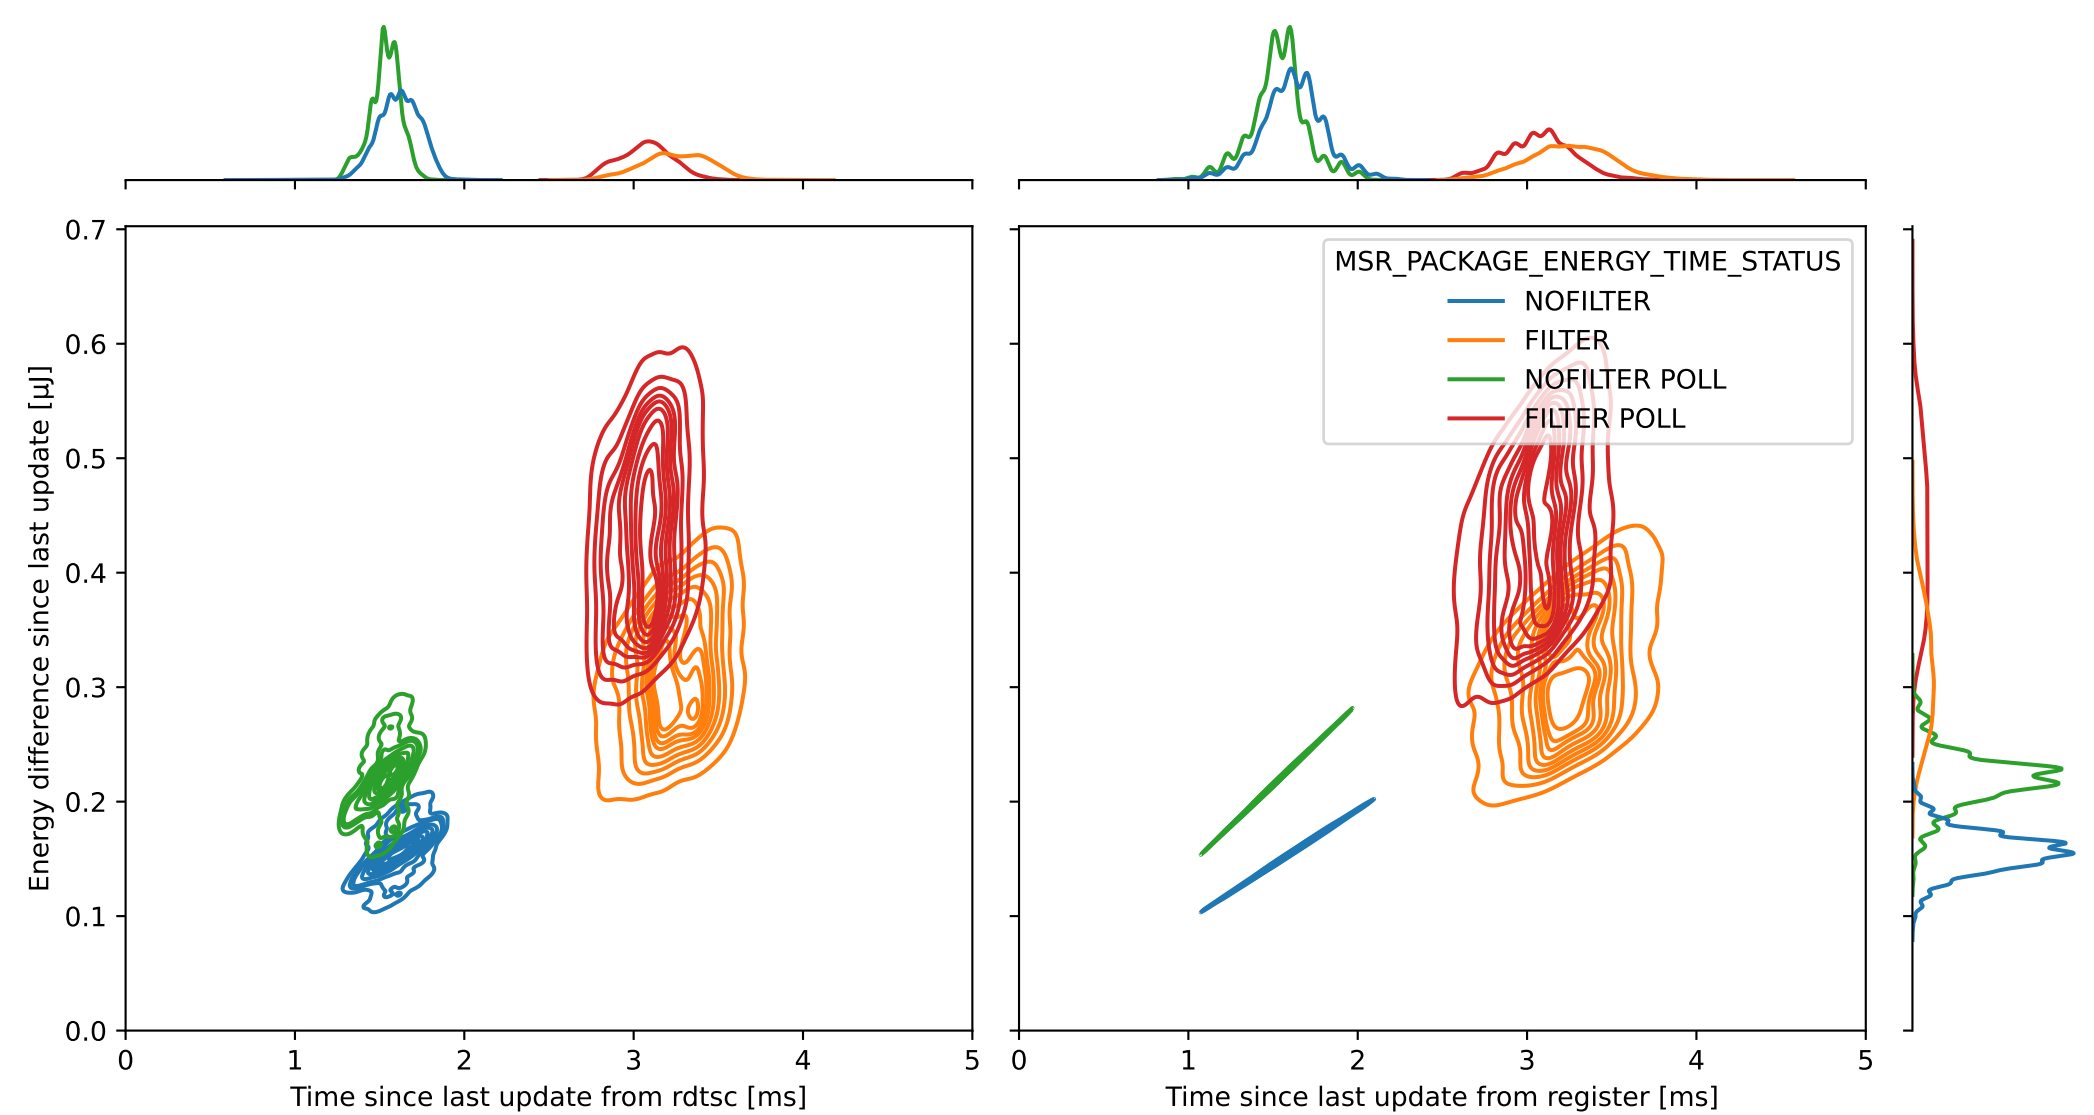 MSR_PACKAGE_ENERGY_TIME_STATUS
NOFILTER
FILTER
NOFILTER POLL
FILTER POLL
Energy difference since last update [µJ]
0.7
0.6
0.5
0.4
0.3
0.2
0.1
0.0
0 1 2 3 4 5
0 1 2 3 4 5
Time since last update from rdtsc [ms]
Time since last update from register [ms]